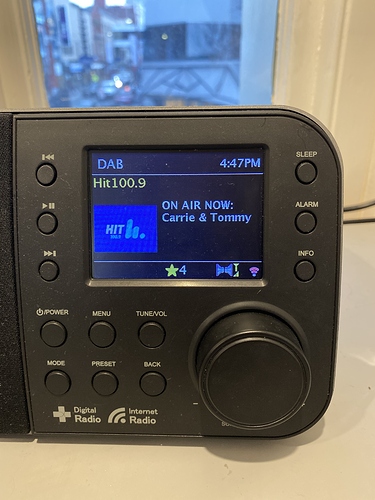 DAB 4:47PM
Hit100.9
ON AIR NOW:
Carrie & Tommy
HIT
4
SLEEP
ALARM
INFO
/POWER MENU TUNE/VOL
MODE PRESET BACK
Digital Radio
Internet Radio